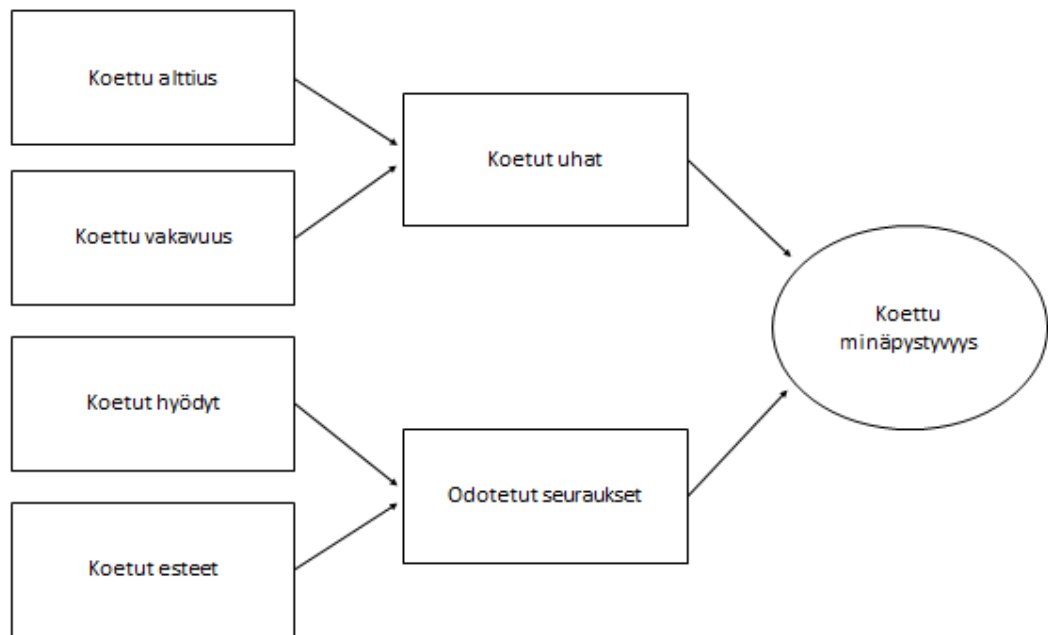 Koettu alttius
Koetut uhat
Koettu vakavuus
Koettu
minäpystyvyys
Koetut hyödyt
Odotetut seuraukset
Koetut esteet